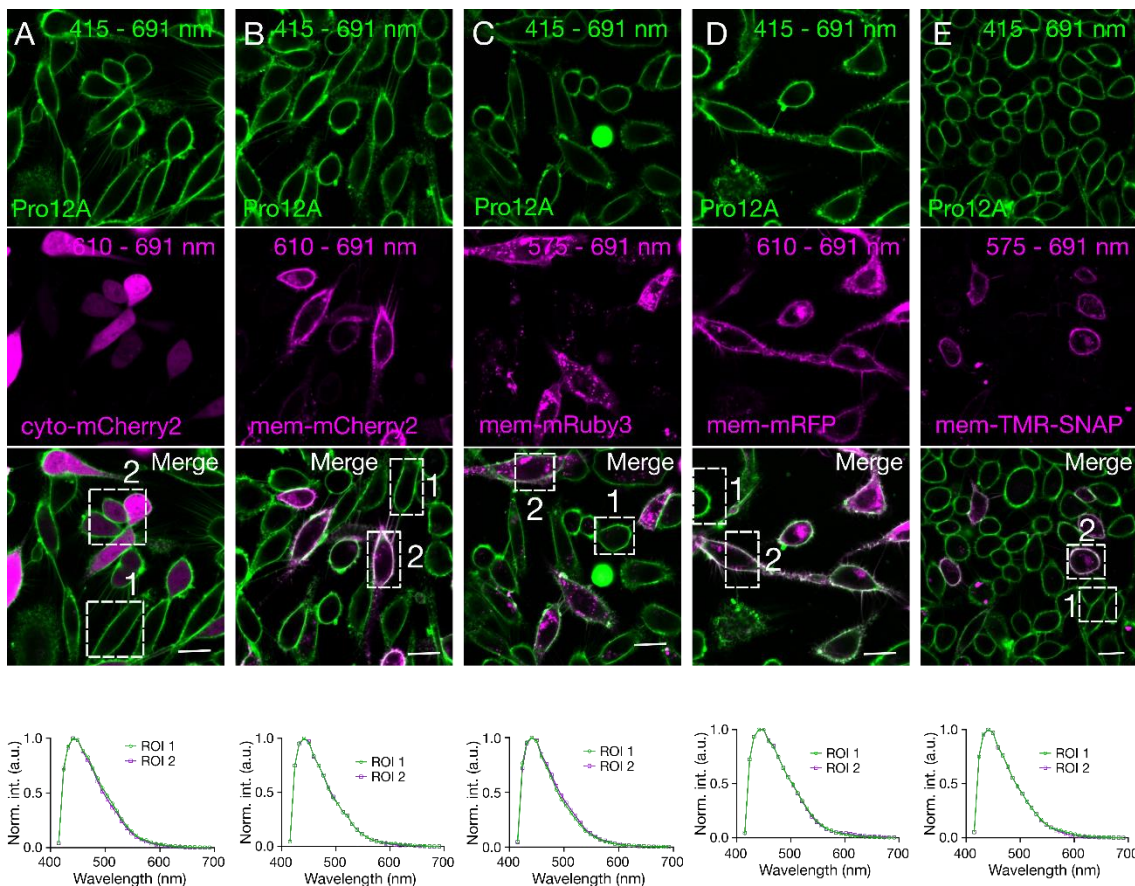 A
415 - 691 nm
Pro12A
B
415 - 691 nm
Pro12A
C
415 - 691 nm
Pro12A
D
415 - 691 nm
Pro12A
E
415 - 691 nm
Pro12A
610 - 691 nm
cyto-mCherry2
610 - 691 nm
mem-mCherry2
575 - 691 nm
mem-mRuby3
610 - 691 nm
mem-mRFP
575 - 691 nm
mem-TMR-SNAP
Merge
2
1
Merge
1
2
Merge
2
1
Merge
1
2
Merge
2
1
Norm. int. (a.u.)
1.0
0.5
0.0
400 500 600 700
Wavelength (nm)
ROI 1
ROI 2
Norm. int. (a.u.)
1.0
0.5
0.0
400 500 600 700
Wavelength (nm)
ROI 1
ROI 2
Norm. int. (a.u.)
1.0
0.5
0.0
400 500 600 700
Wavelength (nm)
ROI 1
ROI 2
Norm. int. (a.u.)
1.0
0.5
0.0
400 500 600 700
Wavelength (nm)
ROI 1
ROI 2
Norm. int. (a.u.)
1.0
0.5
0.0
400 500 600 700
Wavelength (nm)
ROI 1
ROI 2